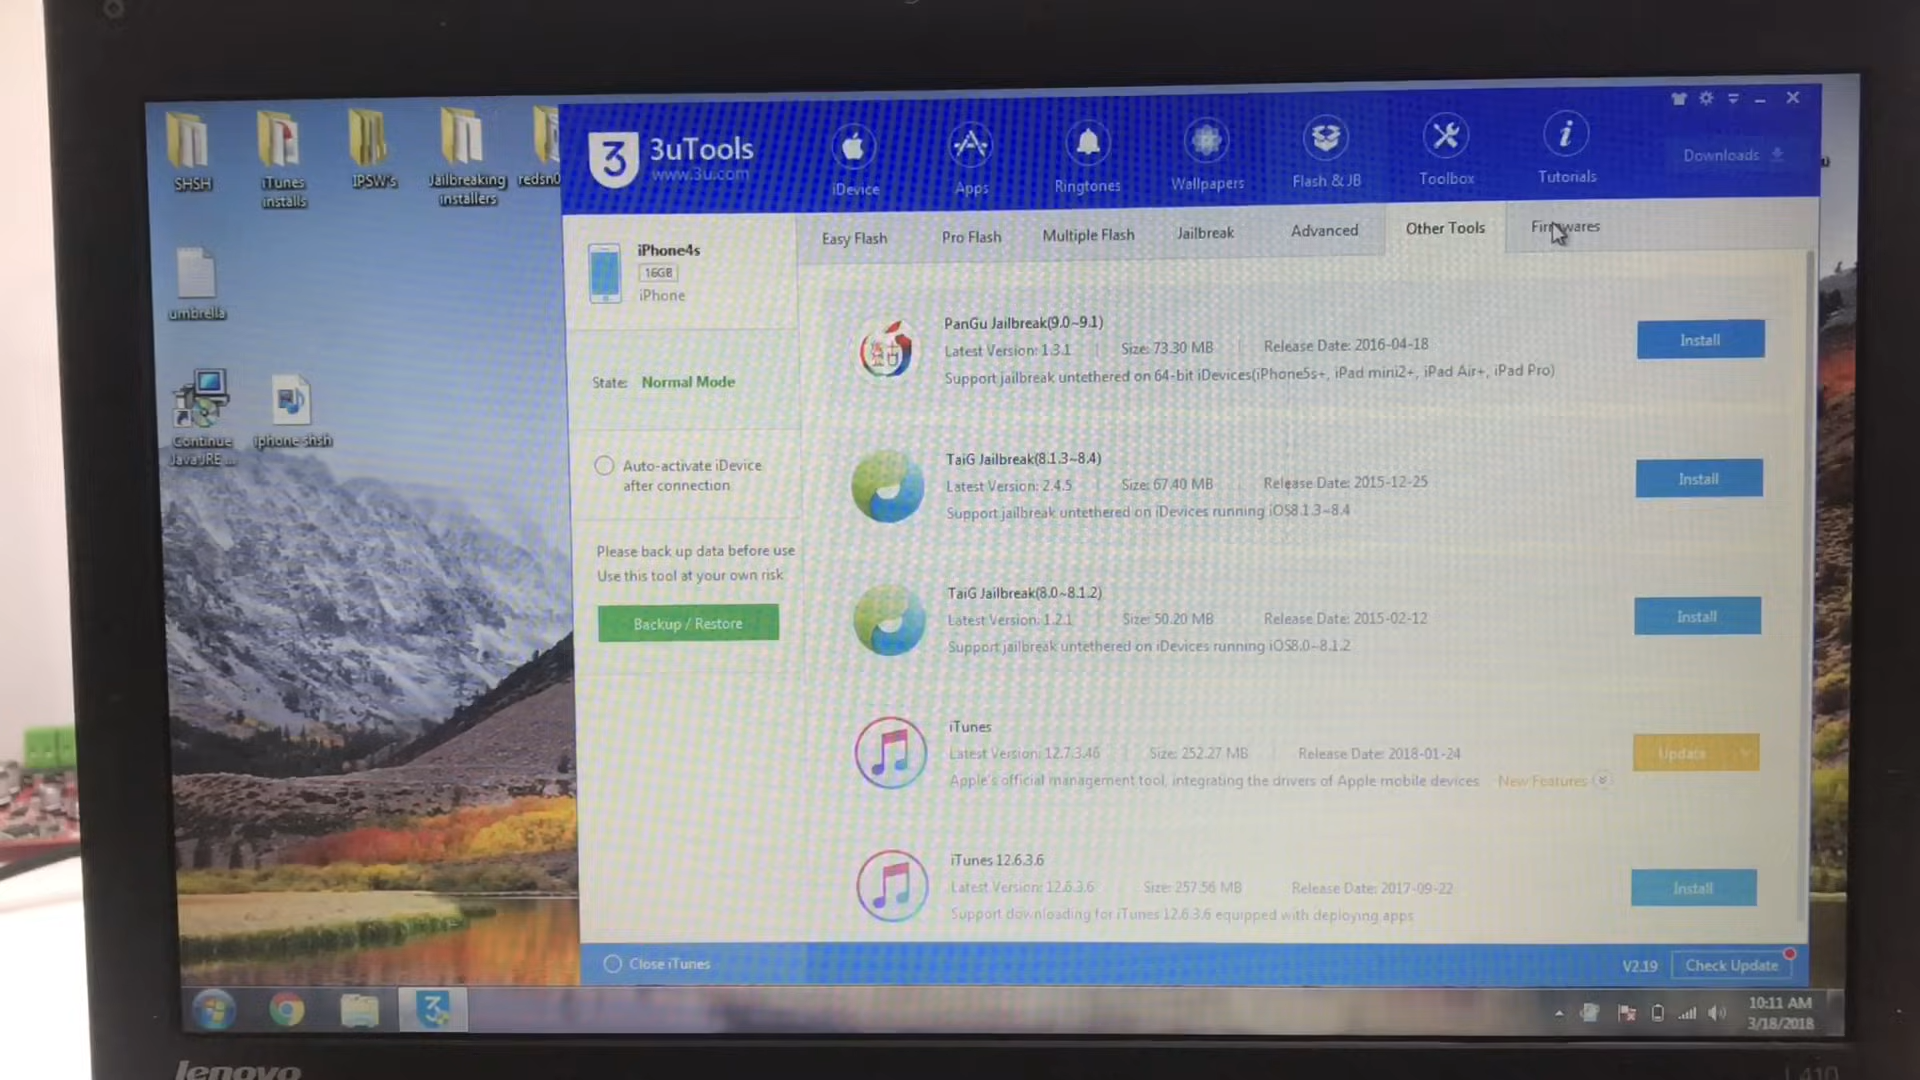 SHSH
iTunes
installs
IPSW's
Jailbreaking
installers
redsn0
umbrella
Continue
Java JRE ...
iphone-shsh
3
3uTools
www.3u.com
iDevice
Apps
Ringtones
Wallpapers
Flash & JB
Toolbox
Tutorials
Downloads
Easy Flash
Pro Flash
Multiple Flash
Jailbreak
Advanced
Other Tools
Firmwares
iPhone4s
16GB
iPhone
State: Normal Mode
Auto-activate iDevice
after connection
Please back up data before use
Use this tool at your own risk
Backup / Restore
PanGu Jailbreak(9.0~9.1)
Latest Version: 1.3.1 | Size: 73.30 MB | Release Date: 2016-04-18
Support jailbreak untethered on 64-bit iDevices(iPhone5s+, iPad mini2+, iPad Air+, iPad Pro)
Install
TaiG Jailbreak(8.1.3~8.4)
Latest Version: 2.4.5 | Size: 67.40 MB | Release Date: 2015-12-25
Support jailbreak untethered on iDevices running iOS8.1.3~8.4
Install
TaiG Jailbreak(8.0~8.1.2)
Latest Version: 1.2.1 | Size: 50.20 MB | Release Date: 2015-02-12
Support jailbreak untethered on iDevices running iOS8.0~8.1.2
Install
iTunes
Latest Version: 12.7.3.46 | Size: 252.27 MB | Release Date: 2018-01-24
Apple's official management tool, integrating the drivers of Apple mobile devices New Features
Update
iTunes 12.6.3.6
Latest Version: 12.6.3.6 | Size: 257.56 MB | Release Date: 2017-09-22
Support downloading for iTunes 12.6.3.6 equipped with deploying apps
Install
Close iTunes
V2.19
Check Update
3
10:11 AM
3/18/2018
lenovo
L410